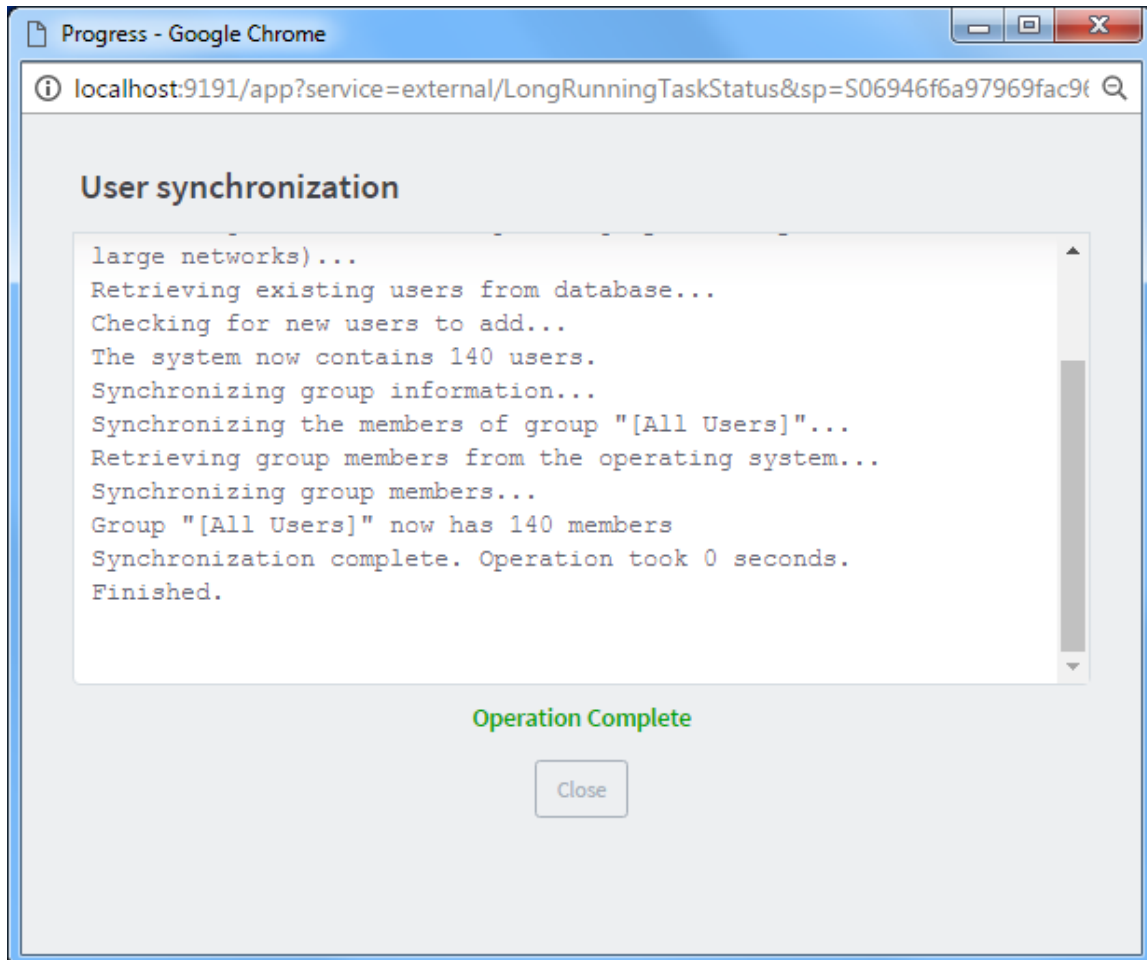 Progress - Google Chrome
localhost:9191/app?service=external/LongRunningTaskStatus&sp=S06946f6a97969fac96
User synchronization
large networks)...
Retrieving existing users from database...
Checking for new users to add...
The system now contains 140 users.
Synchronizing group information...
Synchronizing the members of group "[All Users]"...
Retrieving group members from the operating system...
Synchronizing group members...
Group "[All Users]" now has 140 members
Synchronization complete. Operation took 0 seconds.
Finished.
Operation Complete
Close